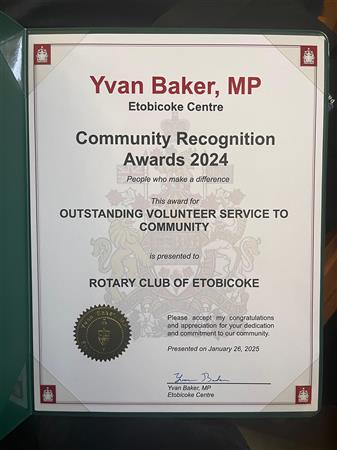 Yvan Baker, MP
Etobicoke Centre
Community Recognition
Awards 2024
People who make a difference
This award for
OUTSTANDING VOLUNTEER SERVICE TO
COMMUNITY
is presented to
ROTARY CLUB OF ETOBICOKE
Please accept my congratulations
and appreciation for your dedication
and commitment to our community.
Presented on January 26, 2025
Yvan Baker, MP
Etobicoke Centre